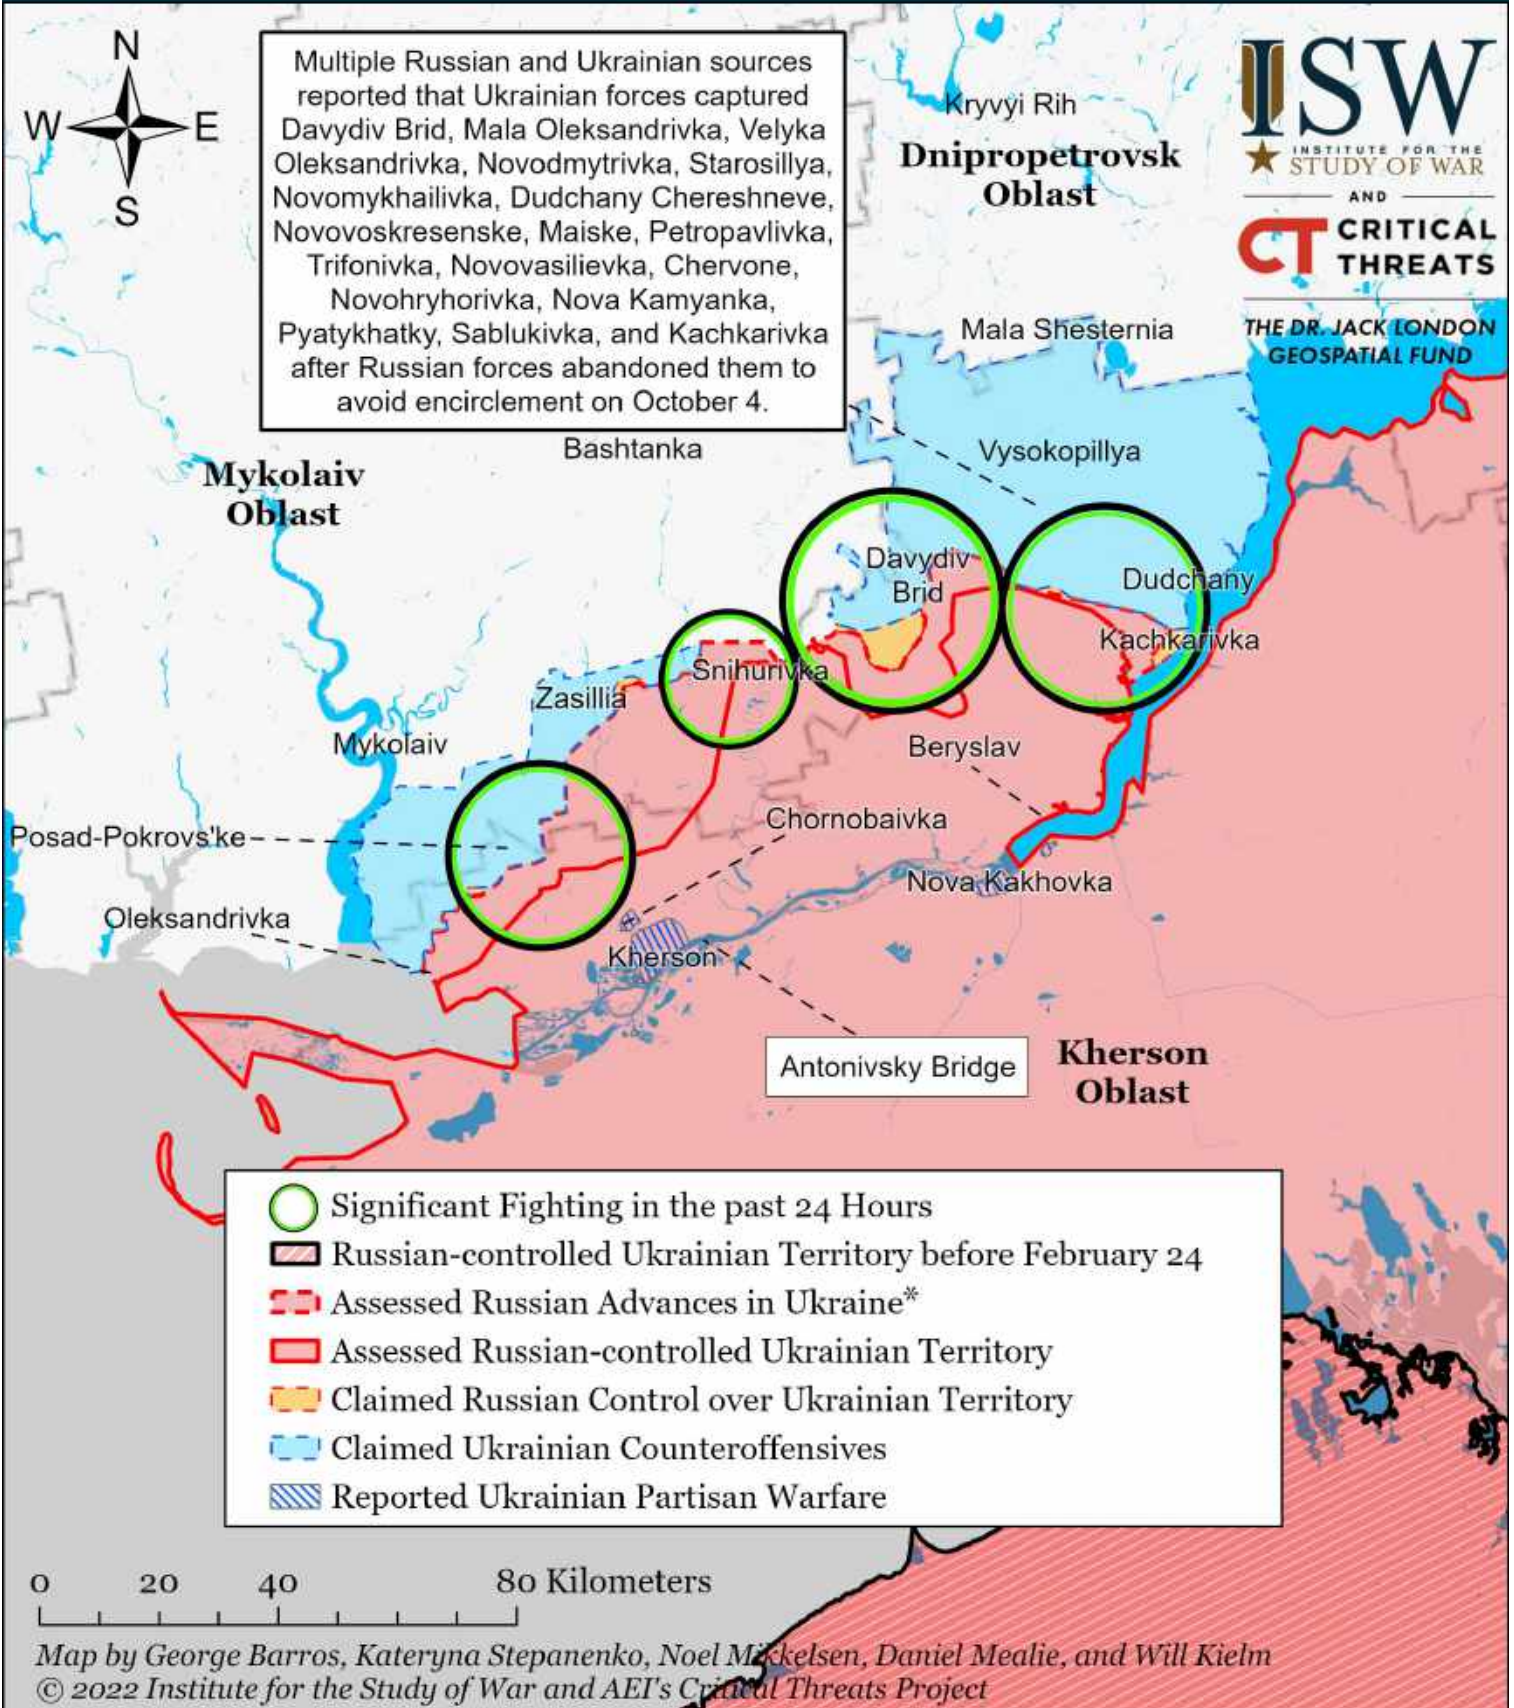 N
W E
S
Multiple Russian and Ukrainian sources
reported that Ukrainian forces captured
Davydiv Brid, Mala Oleksandrivka, Velyka
Oleksandrivka, Novodmytrivka, Starosillya,
Novomykhailivka, Dudchany Chereshneve,
Novovoskresenske, Maiske, Petropavlivka,
Trifonivka, Novovasilievka, Chervone,
Novohryhorivka, Nova Kamyanka,
Pyatykhatky, Sablukivka, and Kachkarivka
after Russian forces abandoned them to
avoid encirclement on October 4.
ISW
INSTITUTE FOR THE
STUDY OF WAR
AND
CT CRITICAL
THREATS
THE DR. JACK LONDON
GEOSPATIAL FUND
Kryvyi Rih
Dnipropetrovsk
Oblast
Mala Shesternia
Bashtanka
Vysokopillya
Mykolaiv
Oblast
Davydiv
Brid
Dudchany
Kachkarivka
Snihurivka
Zasillia
Mykolaiv
Beryslav
Chornobaivka
Posad-Pokrovs'ke
Nova Kakhovka
Oleksandrivka
Kherson
Antonivsky Bridge
Kherson
Oblast
Significant Fighting in the past 24 Hours
Russian-controlled Ukrainian Territory before February 24
Assessed Russian Advances in Ukraine*
Assessed Russian-controlled Ukrainian Territory
Claimed Russian Control over Ukrainian Territory
Claimed Ukrainian Counteroffensives
Reported Ukrainian Partisan Warfare
0 20 40 80 Kilometers
Map by George Barros, Kateryna Stepanenko, Noel Mikkelsen, Daniel Mealie, and Will Kielm
© 2022 Institute for the Study of War and AEI's Critical Threats Project